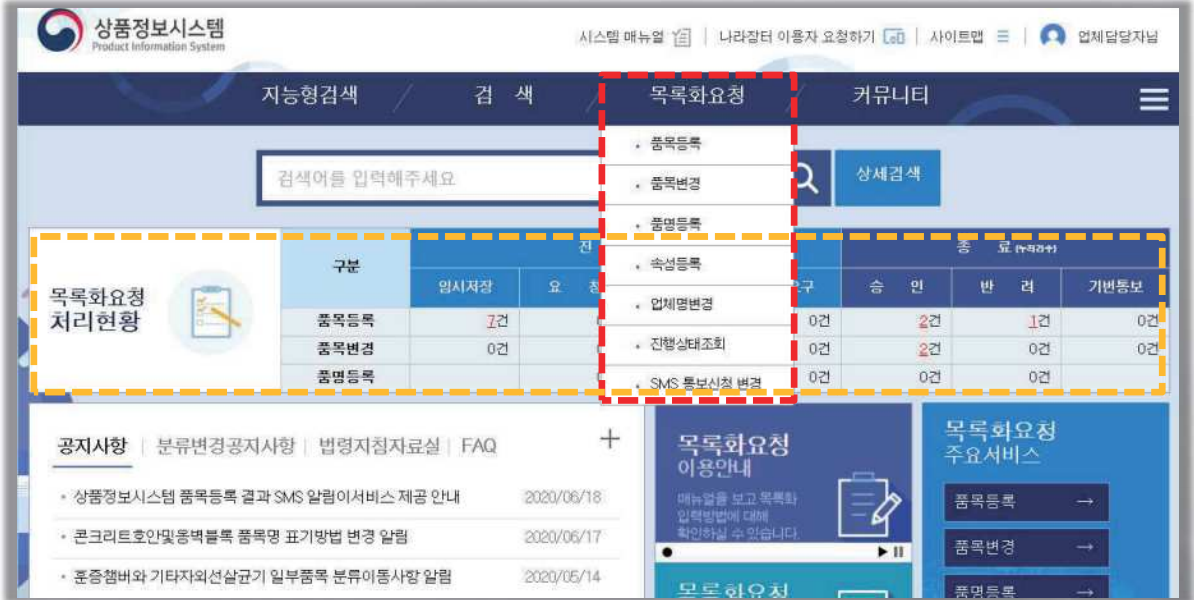 상품정보시스템
Product Information System
시스템 매뉴얼 | 나라장터 이용자 요청하기 | 사이트맵 | 업체담당자님
지능형검색 / 검 색 / 목록화요청 / 커뮤니티
• 품목등록
• 품목변경
• 품명등록
• 속성등록
• 업체명변경
• 진행상태조회
• SMS 통보신청 변경
검색어를 입력해주세요
상세검색
목록화요청
처리현황
구분 진 종 료 (누적건수)
임시저장 요 청 구 승 인 반 려 기번통보
품목등록 7건 0건 2건 1건 0건
품목변경 0건 0건 2건 0건 0건
품명등록 0건 0건 0건
공지사항 | 분류변경공지사항 | 법령지침자료실 | FAQ
• 상품정보시스템 품목등록 결과 SMS 알림이서비스 제공 안내 2020/06/18
• 콘크리트호안및옹벽블록 품목명 표기방법 변경 알림 2020/06/17
• 훈증챔버와 기타자외선살균기 일부품목 분류이동사항 알람 2020/05/14
목록화요청
이용안내
매뉴얼을 보고 목록화
입력방법에 대해
확인하실 수 있습니다.
목록화요청
목록화요청
주요서비스
품목등록 →
품목변경 →
품명등록 →